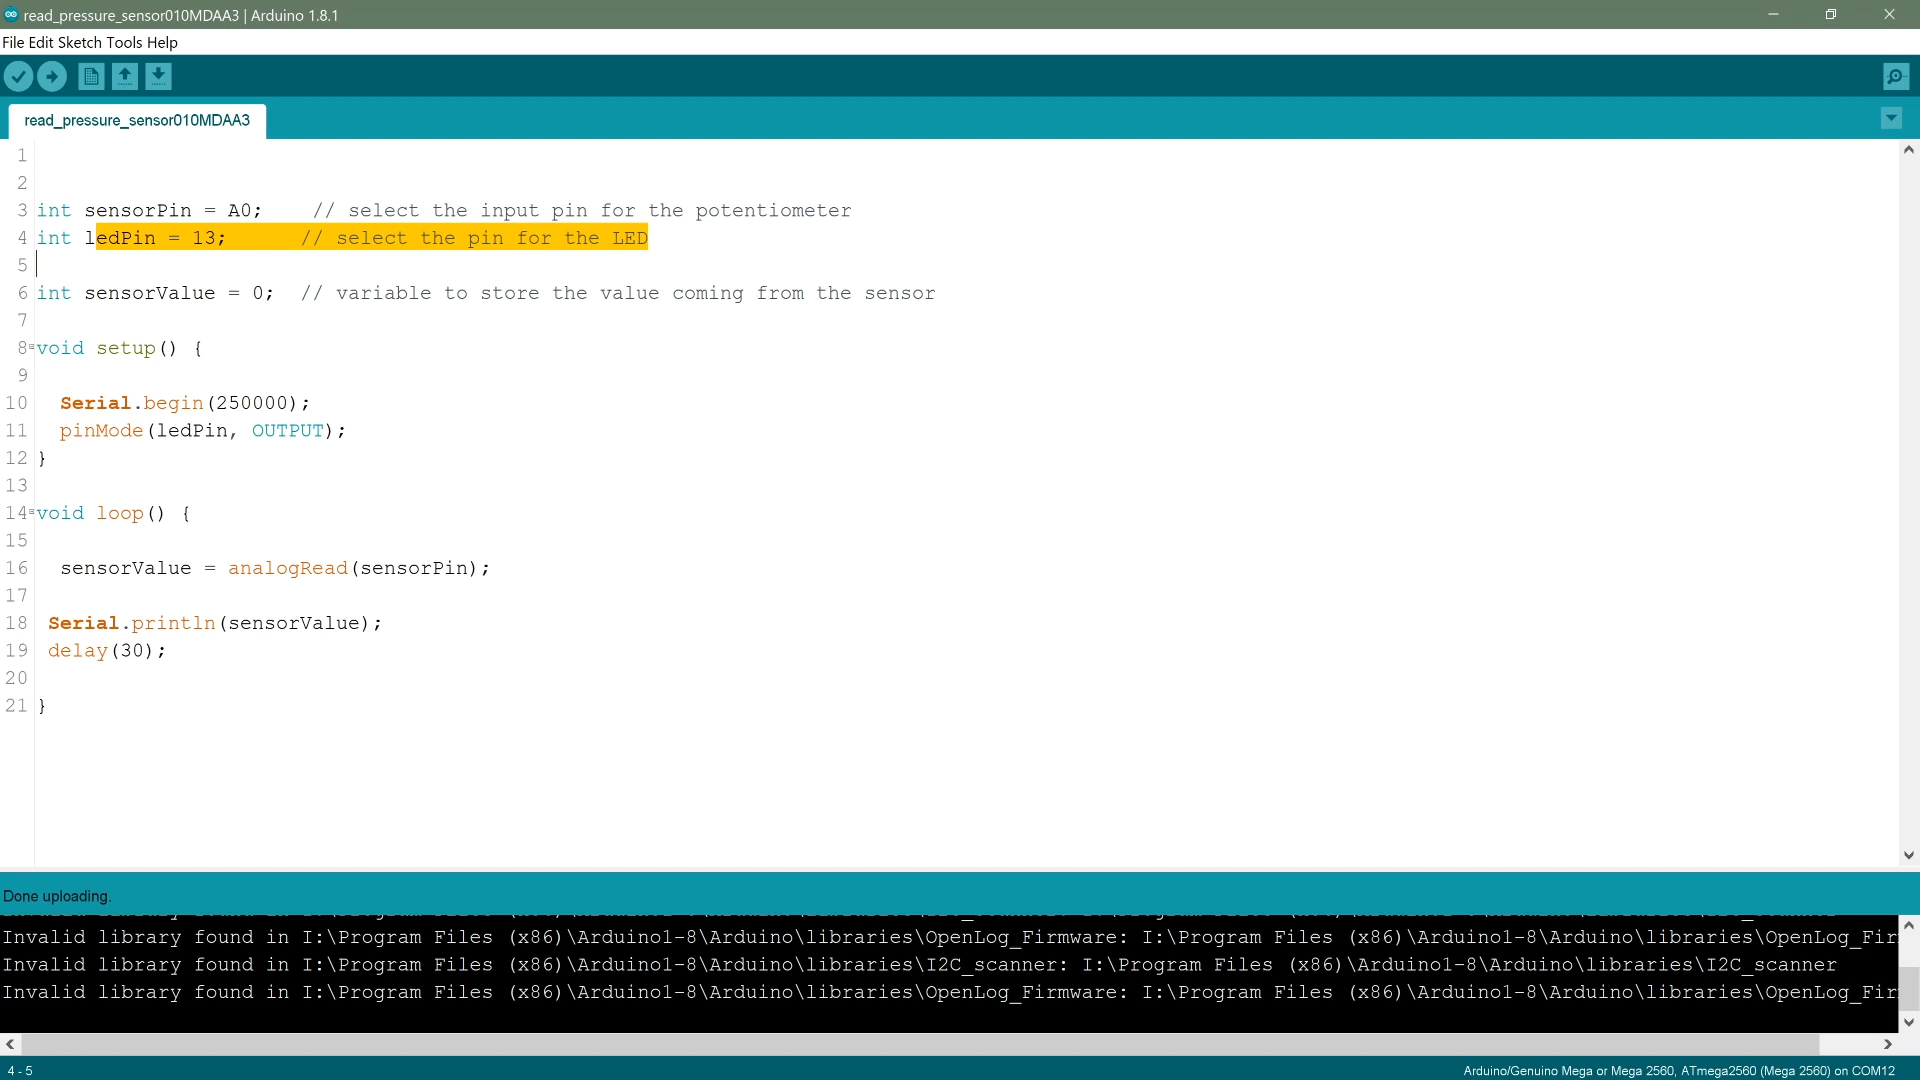 read_pressure_sensor010MDAA3 | Arduino 1.8.1
File Edit Sketch Tools Help
read_pressure_sensor010MDAA3
1
2
3 int sensorPin = A0;    // select the input pin for the potentiometer
4 int ledPin = 13;      // select the pin for the LED
5
6 int sensorValue = 0;  // variable to store the value coming from the sensor
7
8 void setup() {
9
10   Serial.begin(250000);
11   pinMode(ledPin, OUTPUT);
12 }
13
14 void loop() {
15
16   sensorValue = analogRead(sensorPin);
17
18  Serial.println(sensorValue);
19  delay(30);
20
21 }
Done uploading.
Invalid library found in I:\Program Files (x86)\Arduino1-8\Arduino\libraries\OpenLog_Firmware: I:\Program Files (x86)\Arduino1-8\Arduino\libraries\OpenLog_Fir
Invalid library found in I:\Program Files (x86)\Arduino1-8\Arduino\libraries\I2C_scanner: I:\Program Files (x86)\Arduino1-8\Arduino\libraries\I2C_scanner
Invalid library found in I:\Program Files (x86)\Arduino1-8\Arduino\libraries\OpenLog_Firmware: I:\Program Files (x86)\Arduino1-8\Arduino\libraries\OpenLog_Fir
4 - 5
Arduino/Genuino Mega or Mega 2560, ATmega2560 (Mega 2560) on COM12